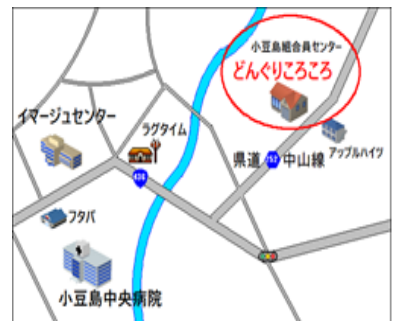 小豆島組合員センター
どんぐりころころ
イマージュセンター
ラグタイム
436
県道 252 中山線
アップルハイツ
フタバ
小豆島中央病院